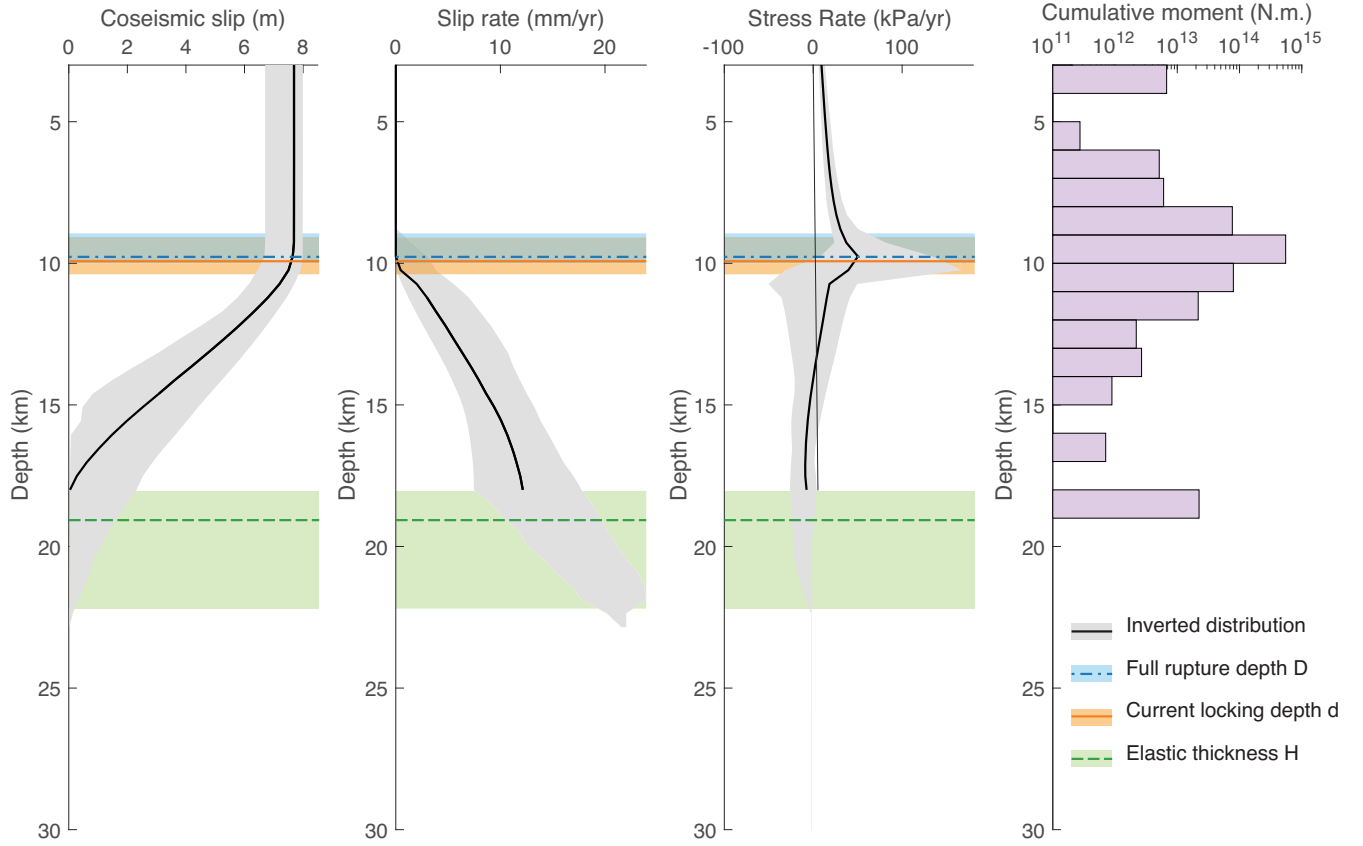 Coseismic slip (m)
0 2 4 6 8
5
10
15
20
25
30
Depth (km)
Slip rate (mm/yr)
0 10 20
5
10
15
20
25
30
Depth (km)
Stress Rate (kPa/yr)
-100 0 100
5
10
15
20
25
30
Depth (km)
Cumulative moment (N.m.)
10^11 10^12 10^13 10^14 10^15
5
10
15
20
25
30
Depth (km)
Inverted distribution
Full rupture depth D
Current locking depth d
Elastic thickness H